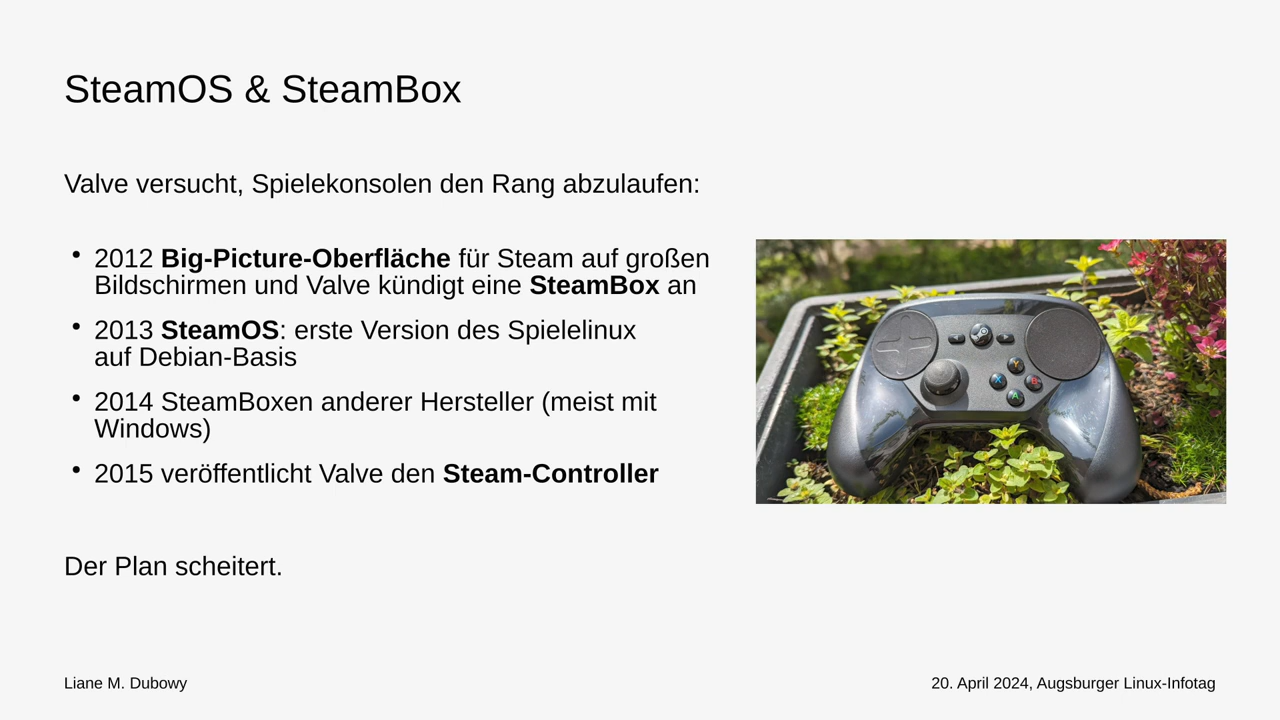 SteamOS & SteamBox
Valve versucht, Spielekonsolen den Rang abzulaufen:
• 2012 Big-Picture-Oberfläche für Steam auf großen
Bildschirmen und Valve kündigt eine SteamBox an
• 2013 SteamOS: erste Version des Spielelinux
auf Debian-Basis
• 2014 SteamBoxen anderer Hersteller (meist mit
Windows)
• 2015 veröffentlicht Valve den Steam-Controller
Y
X B
A
Der Plan scheitert.
Liane M. Dubowy
20. April 2024, Augsburger Linux-Infotag